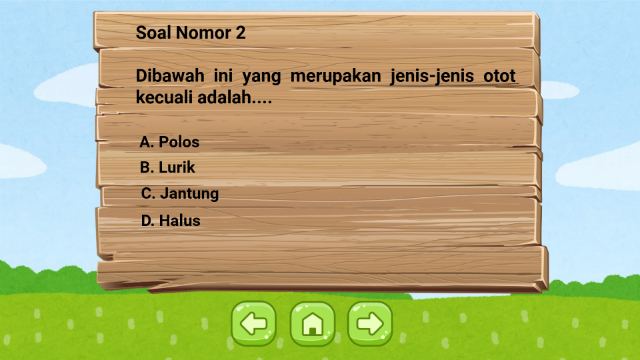 Soal Nomor 2
Dibawah ini yang merupakan jenis-jenis otot
kecuali adalah....
A. Polos
B. Lurik
C. Jantung
D. Halus